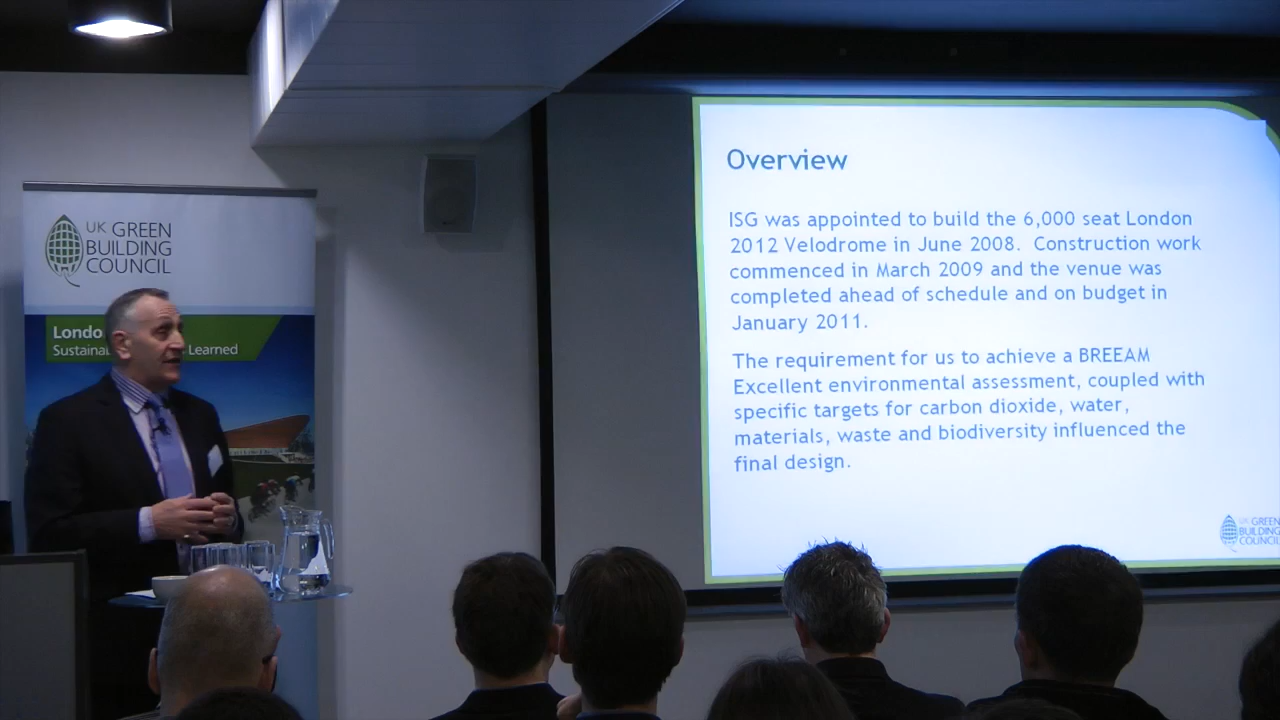 UK GREEN
BUILDING
COUNCIL
Londo
Sustaina
Learned
Overview
ISG was appointed to build the 6,000 seat London
2012 Velodrome in June 2008. Construction work
commenced in March 2009 and the venue was
completed ahead of schedule and on budget in
January 2011.
The requirement for us to achieve a BREEAM
Excellent environmental assessment, coupled with
specific targets for carbon dioxide, water,
materials, waste and biodiversity influenced the
final design.
UK GREEN
BUILDING
COUNCIL